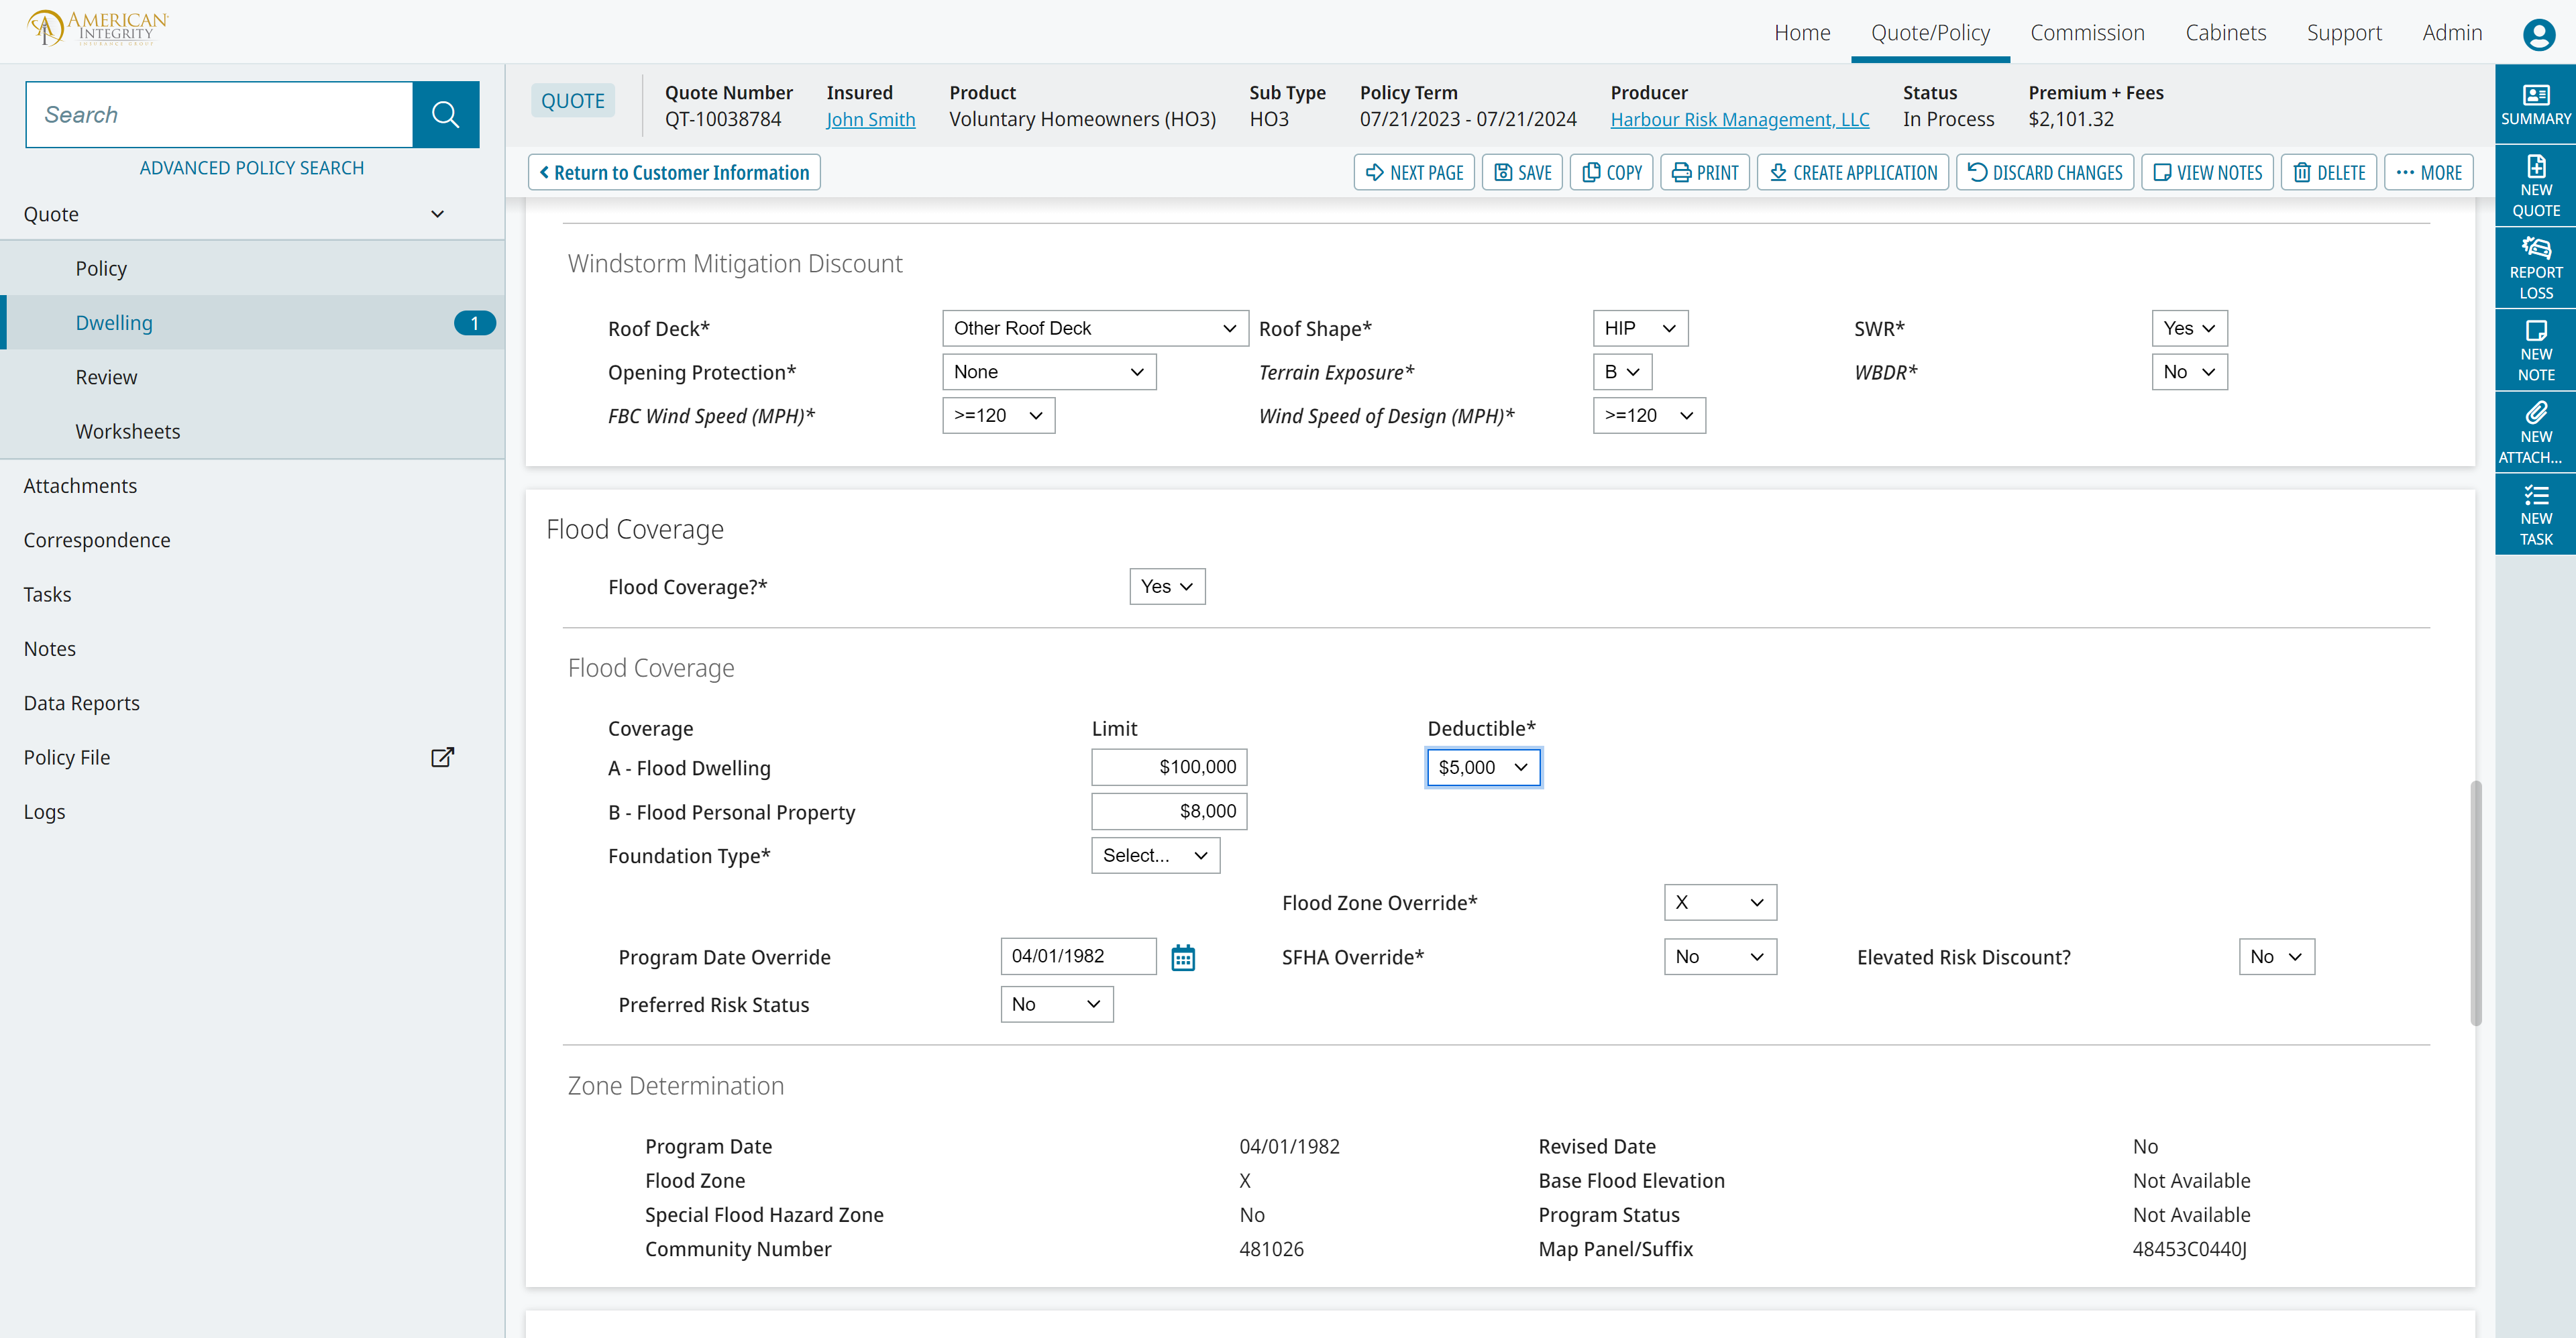 AMERICAN
INTEGRITY
INSURANCE GROUP
Home Quote/Policy Commission Cabinets Support Admin
Search
ADVANCED POLICY SEARCH
Quote
Policy
Dwelling 1
Review
Worksheets
Attachments
Correspondence
Tasks
Notes
Data Reports
Policy File
Logs
QUOTE
Quote Number Insured Product Sub Type Policy Term Producer Status Premium + Fees
QT-10038784 John Smith Voluntary Homeowners (HO3) HO3 07/21/2023 - 07/21/2024 Harbour Risk Management, LLC In Process $2,101.32
Return to Customer Information NEXT PAGE SAVE COPY PRINT CREATE APPLICATION DISCARD CHANGES VIEW NOTES DELETE MORE
Windstorm Mitigation Discount
Roof Deck* Other Roof Deck Roof Shape* HIP SWR* Yes
Opening Protection* None Terrain Exposure* B WBDR* No
FBC Wind Speed (MPH)* >=120 Wind Speed of Design (MPH)* >=120
Flood Coverage
Flood Coverage?* Yes
Flood Coverage
Coverage Limit Deductible*
A - Flood Dwelling $100,000 $5,000
B - Flood Personal Property $8,000
Foundation Type* Select...
Flood Zone Override* X
Program Date Override 04/01/1982 SFHA Override* No Elevated Risk Discount? No
Preferred Risk Status No
Zone Determination
Program Date 04/01/1982 Revised Date No
Flood Zone X Base Flood Elevation Not Available
Special Flood Hazard Zone No Program Status Not Available
Community Number 481026 Map Panel/Suffix 48453C0440J
SUMMARY
NEW
QUOTE
REPORT
LOSS
NEW
NOTE
NEW
ATTACH...
NEW
TASK